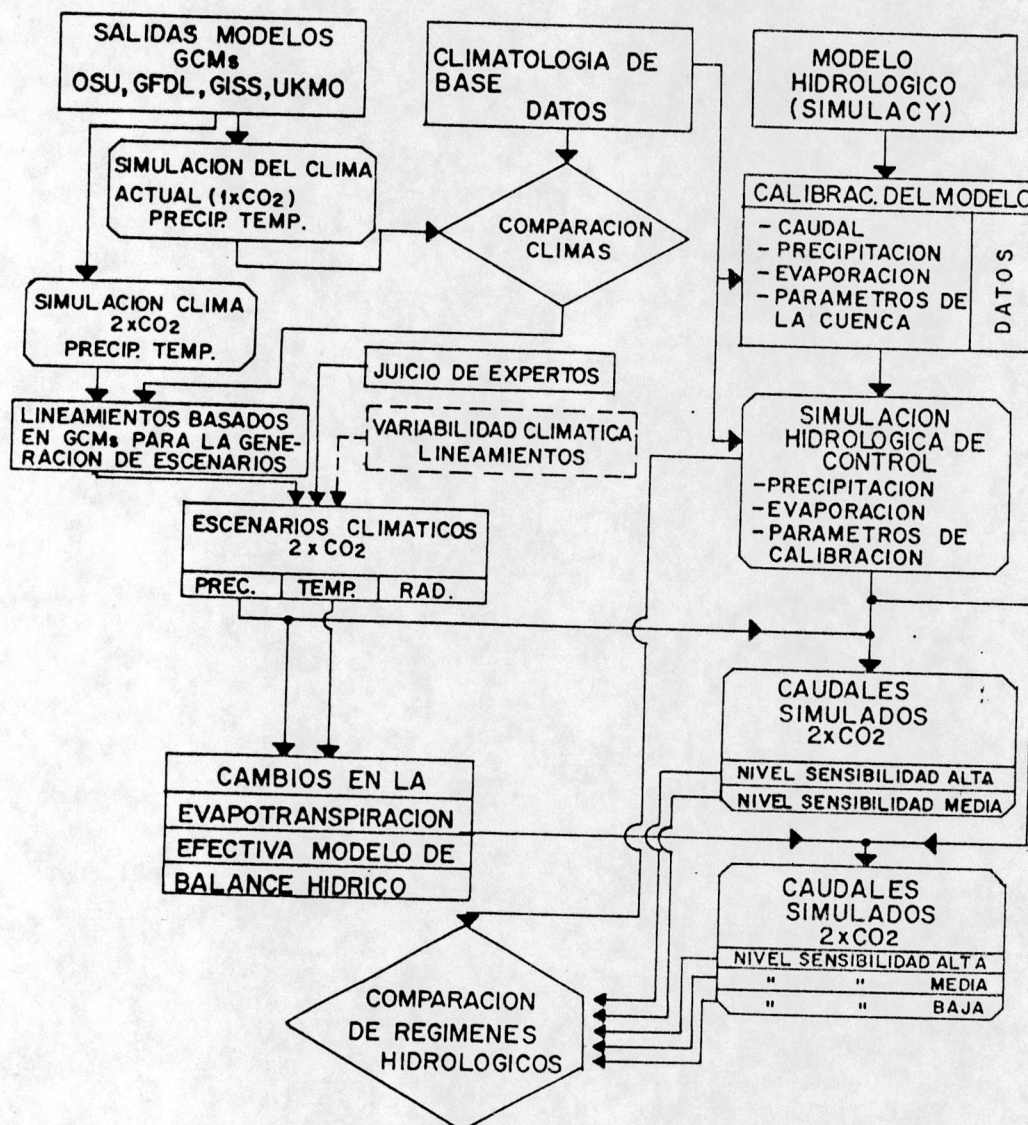 SALIDAS MODELOS
GCMs
OSU, GFDL, GISS, UKMO
CLIMATOLOGIA DE
BASE
DATOS
MODELO
HIDROLOGICO
(SIMULACY)
SIMULACION DEL CLIMA
ACTUAL (1xCO2)
PRECIP. TEMP.
COMPARACION
CLIMAS
CALIBRAC. DEL MODELO
- CAUDAL
- PRECIPITACION
- EVAPORACION
- PARAMETROS DE
LA CUENCA
DATOS
SIMULACION CLIMA
2xCO2
PRECIP. TEMP.
JUICIO DE EXPERTOS
LINEAMIENTOS BASADOS
EN GCMs PARA LA GENE-
RACION DE ESCENARIOS
VARIABILIDAD CLIMATICA
LINEAMIENTOS
SIMULACION
HIDROLOGICA DE
CONTROL
-PRECIPITACION
-EVAPORACION
-PARAMETROS DE
CALIBRACION
ESCENARIOS CLIMATICOS
2 x CO2
PREC. TEMP. RAD.
CAUDALES
SIMULADOS
2xCO2
NIVEL SENSIBILIDAD ALTA
NIVEL SENSIBILIDAD MEDIA
CAMBIOS EN LA
EVAPOTRANSPIRACION
EFECTIVA MODELO DE
BALANCE HIDRICO
CAUDALES
SIMULADOS
2xCO2
NIVEL SENSIBILIDAD ALTA
" " MEDIA
" " BAJA
COMPARACION
DE REGIMENES
HIDROLOGICOS